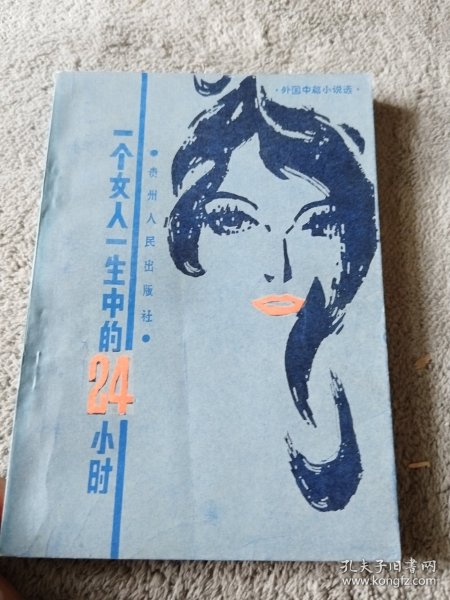 ·外国中篇小说选·
一个女人一生中的24小时
●贵州人民出版社●
孔夫子旧书网
www.kongfz.com